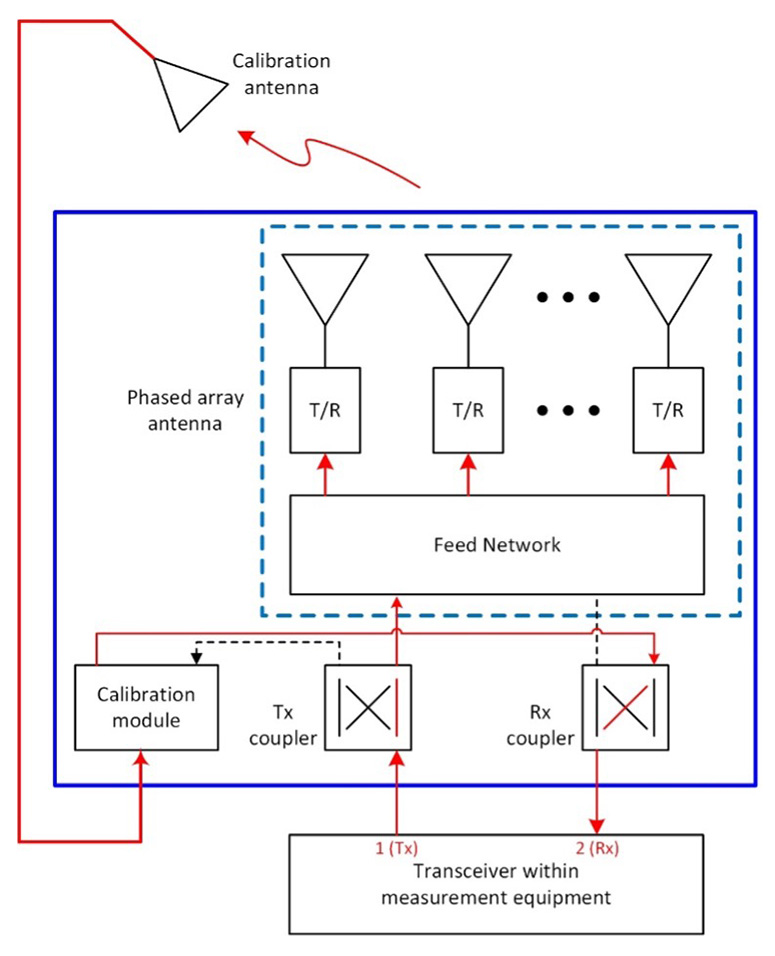 Calibration
antenna
Phased array
antenna
T/R
T/R
T/R
Feed Network
Calibration
module
Tx
coupler
Rx
coupler
1 (Tx)
2 (Rx)
Transceiver within
measurement equipment